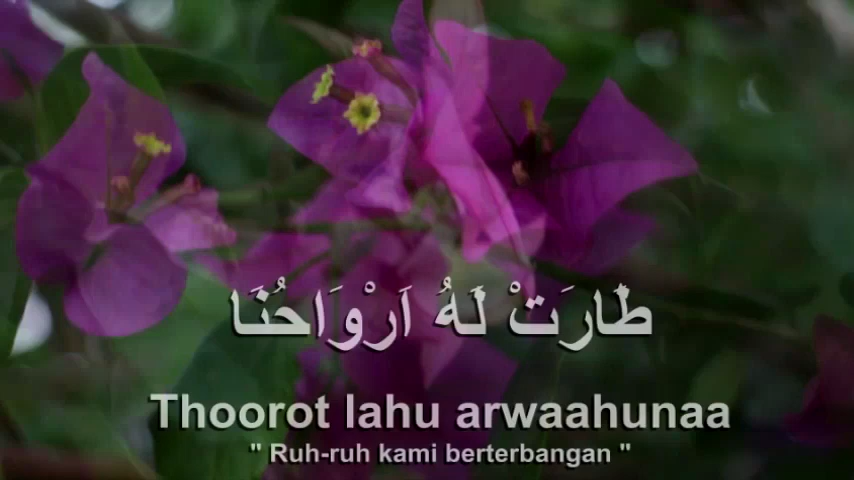 طَارَتْ لَهُ اَرْوَاحُنَا
Thoorot lahu arwaahunaa
" Ruh-ruh kami berterbangan "